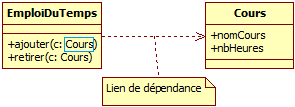 EmploiDuTemps
+ajouter(c: Cours)
+retirer(c: Cours)
Cours
+nomCours
+nbHeures
Lien de dépendance